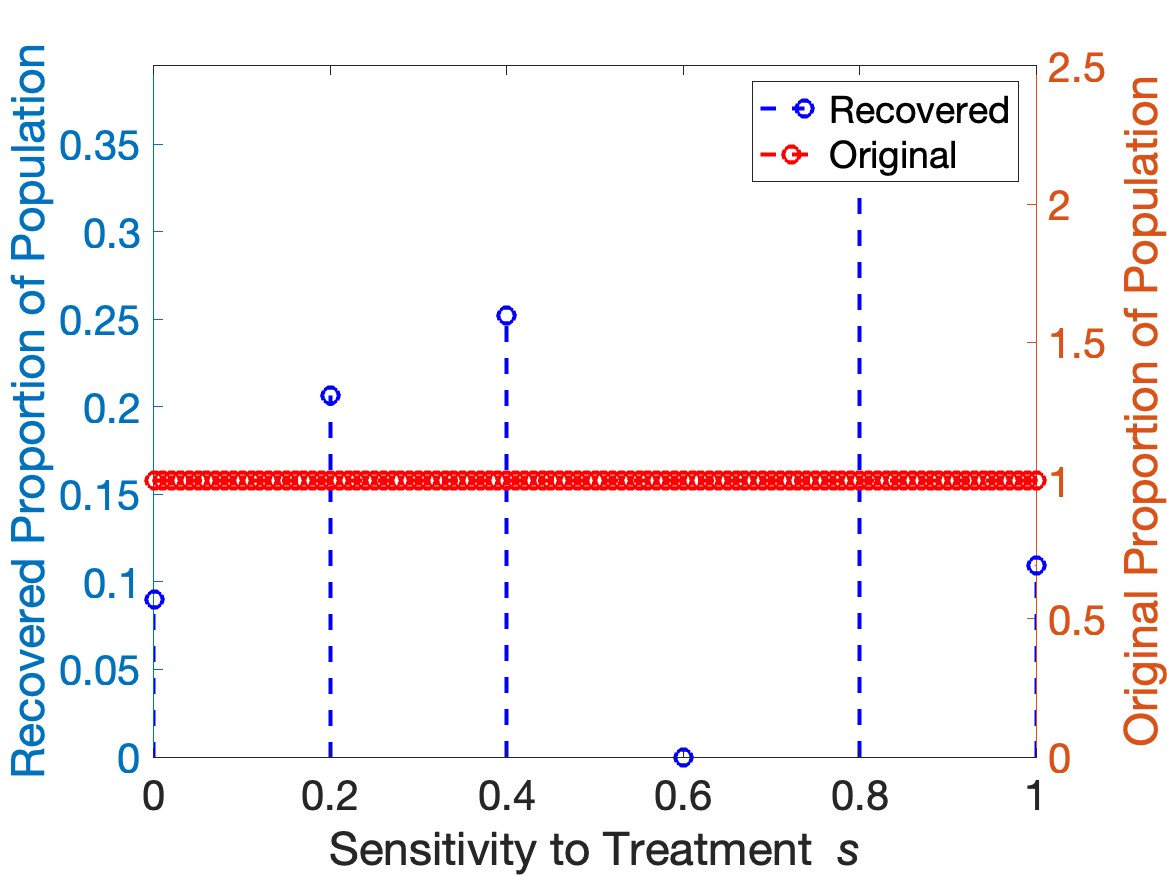 Recovered Proportion of Population
0.35
0.3
0.25
0.2
0.15
0.1
0.05
0
Recovered
Original
2.5
2
1.5
1
0.5
0
Original Proportion of Population
0 0.2 0.4 0.6 0.8 1
Sensitivity to Treatment s